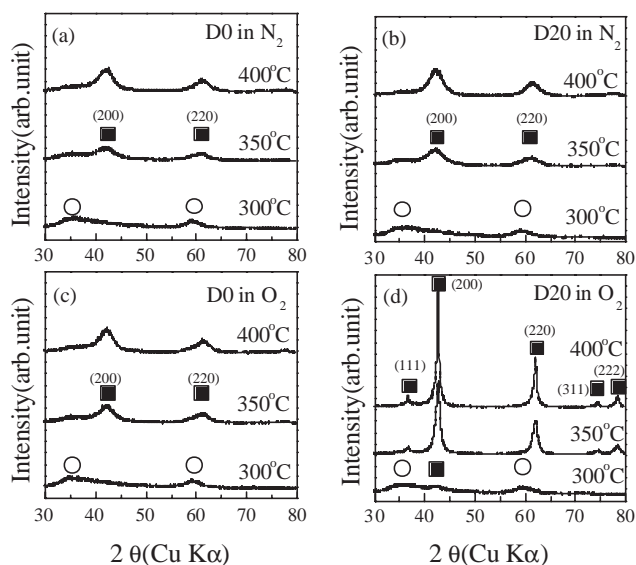 (a) D0 in N2
400°C
(200) (220)
350°C
300°C
Intensity(arb.unit)
30 40 50 60 70 80
(b) D20 in N2
400°C
(200) (220)
350°C
300°C
Intensity(arb.unit)
30 40 50 60 70 80
(c) D0 in O2
400°C
(200) (220)
350°C
300°C
Intensity(arb.unit)
30 40 50 60 70 80
2 θ(Cu Kα)
(d) D20 in O2
(200)
(220)
400°C
(111) (311) (222)
350°C
300°C
Intensity(arb.unit)
30 40 50 60 70 80
2 θ(Cu Kα)